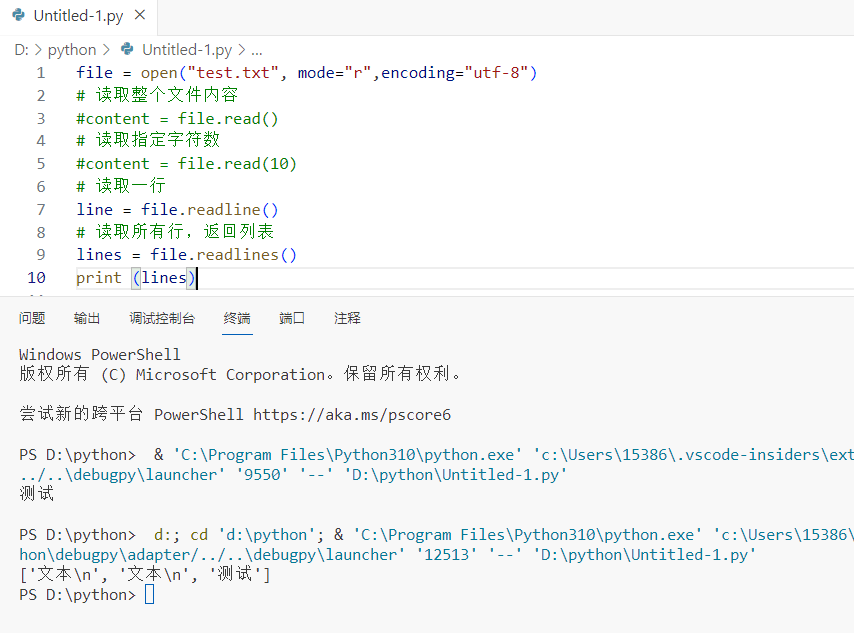 Untitled-1.py
D: > python > Untitled-1.py > ...
1 file = open("test.txt", mode="r",encoding="utf-8")
2 # 读取整个文件内容
3 #content = file.read()
4 # 读取指定字符数
5 #content = file.read(10)
6 # 读取一行
7 line = file.readline()
8 # 读取所有行，返回列表
9 lines = file.readlines()
10 print (lines)
问题 输出 调试控制台 终端 端口 注释
Windows PowerShell
版权所有 (C) Microsoft Corporation。保留所有权利。
尝试新的跨平台 PowerShell https://aka.ms/pscore6
PS D:\python>  & 'C:\Program Files\Python310\python.exe' 'c:\Users\15386\.vscode-insiders\ext
../..\debugpy\launcher' '9550' '--' 'D:\python\Untitled-1.py'
测试
PS D:\python>  d:; cd 'd:\python'; & 'C:\Program Files\Python310\python.exe' 'c:\Users\15386\
hon\debugpy\adapter/../..\debugpy\launcher' '12513' '--' 'D:\python\Untitled-1.py'
['文本\n', '文本\n', '测试']
PS D:\python>